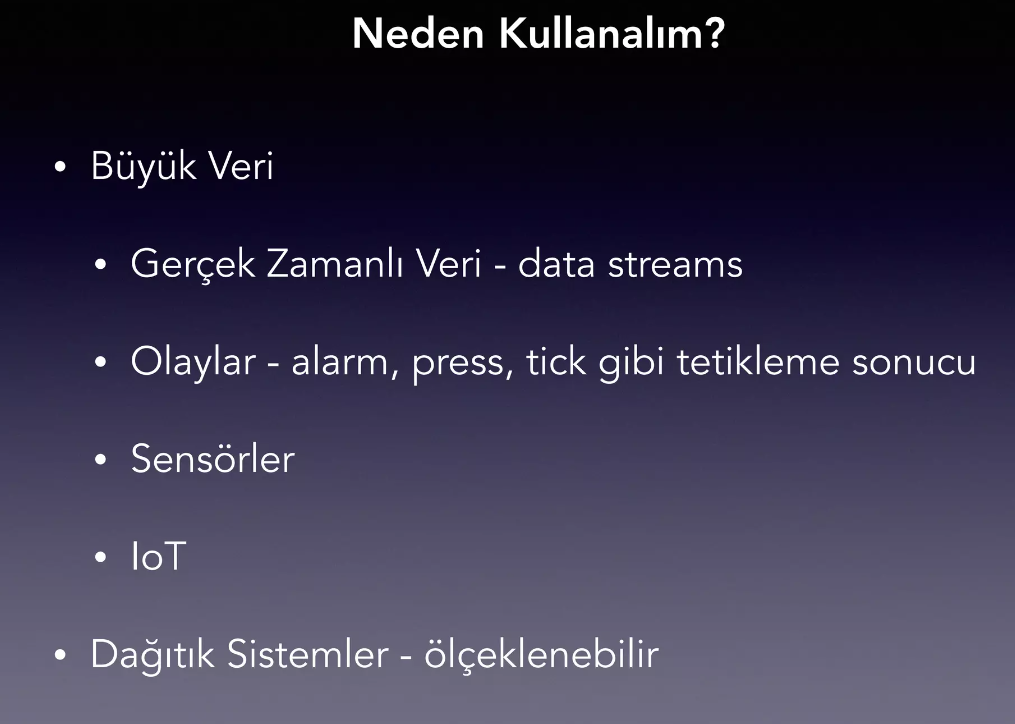 Neden Kullanalım?
• Büyük Veri
• Gerçek Zamanlı Veri - data streams
• Olaylar - alarm, press, tick gibi tetikleme sonucu
• Sensörler
• IoT
• Dağıtık Sistemler - ölçeklenebilir